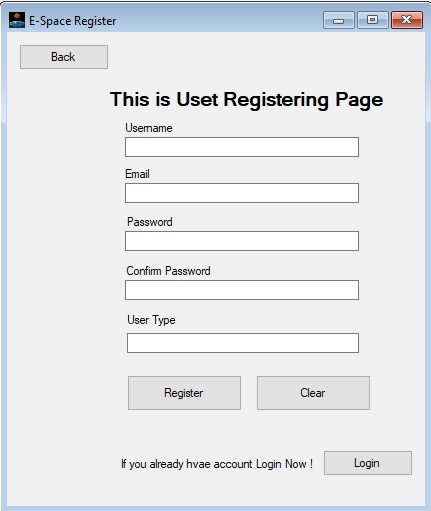 E-Space Register
Back
This is Uset Registering Page
Username
Email
Password
Confirm Password
User Type
Register Clear
If you already hvae account Login Now ! Login